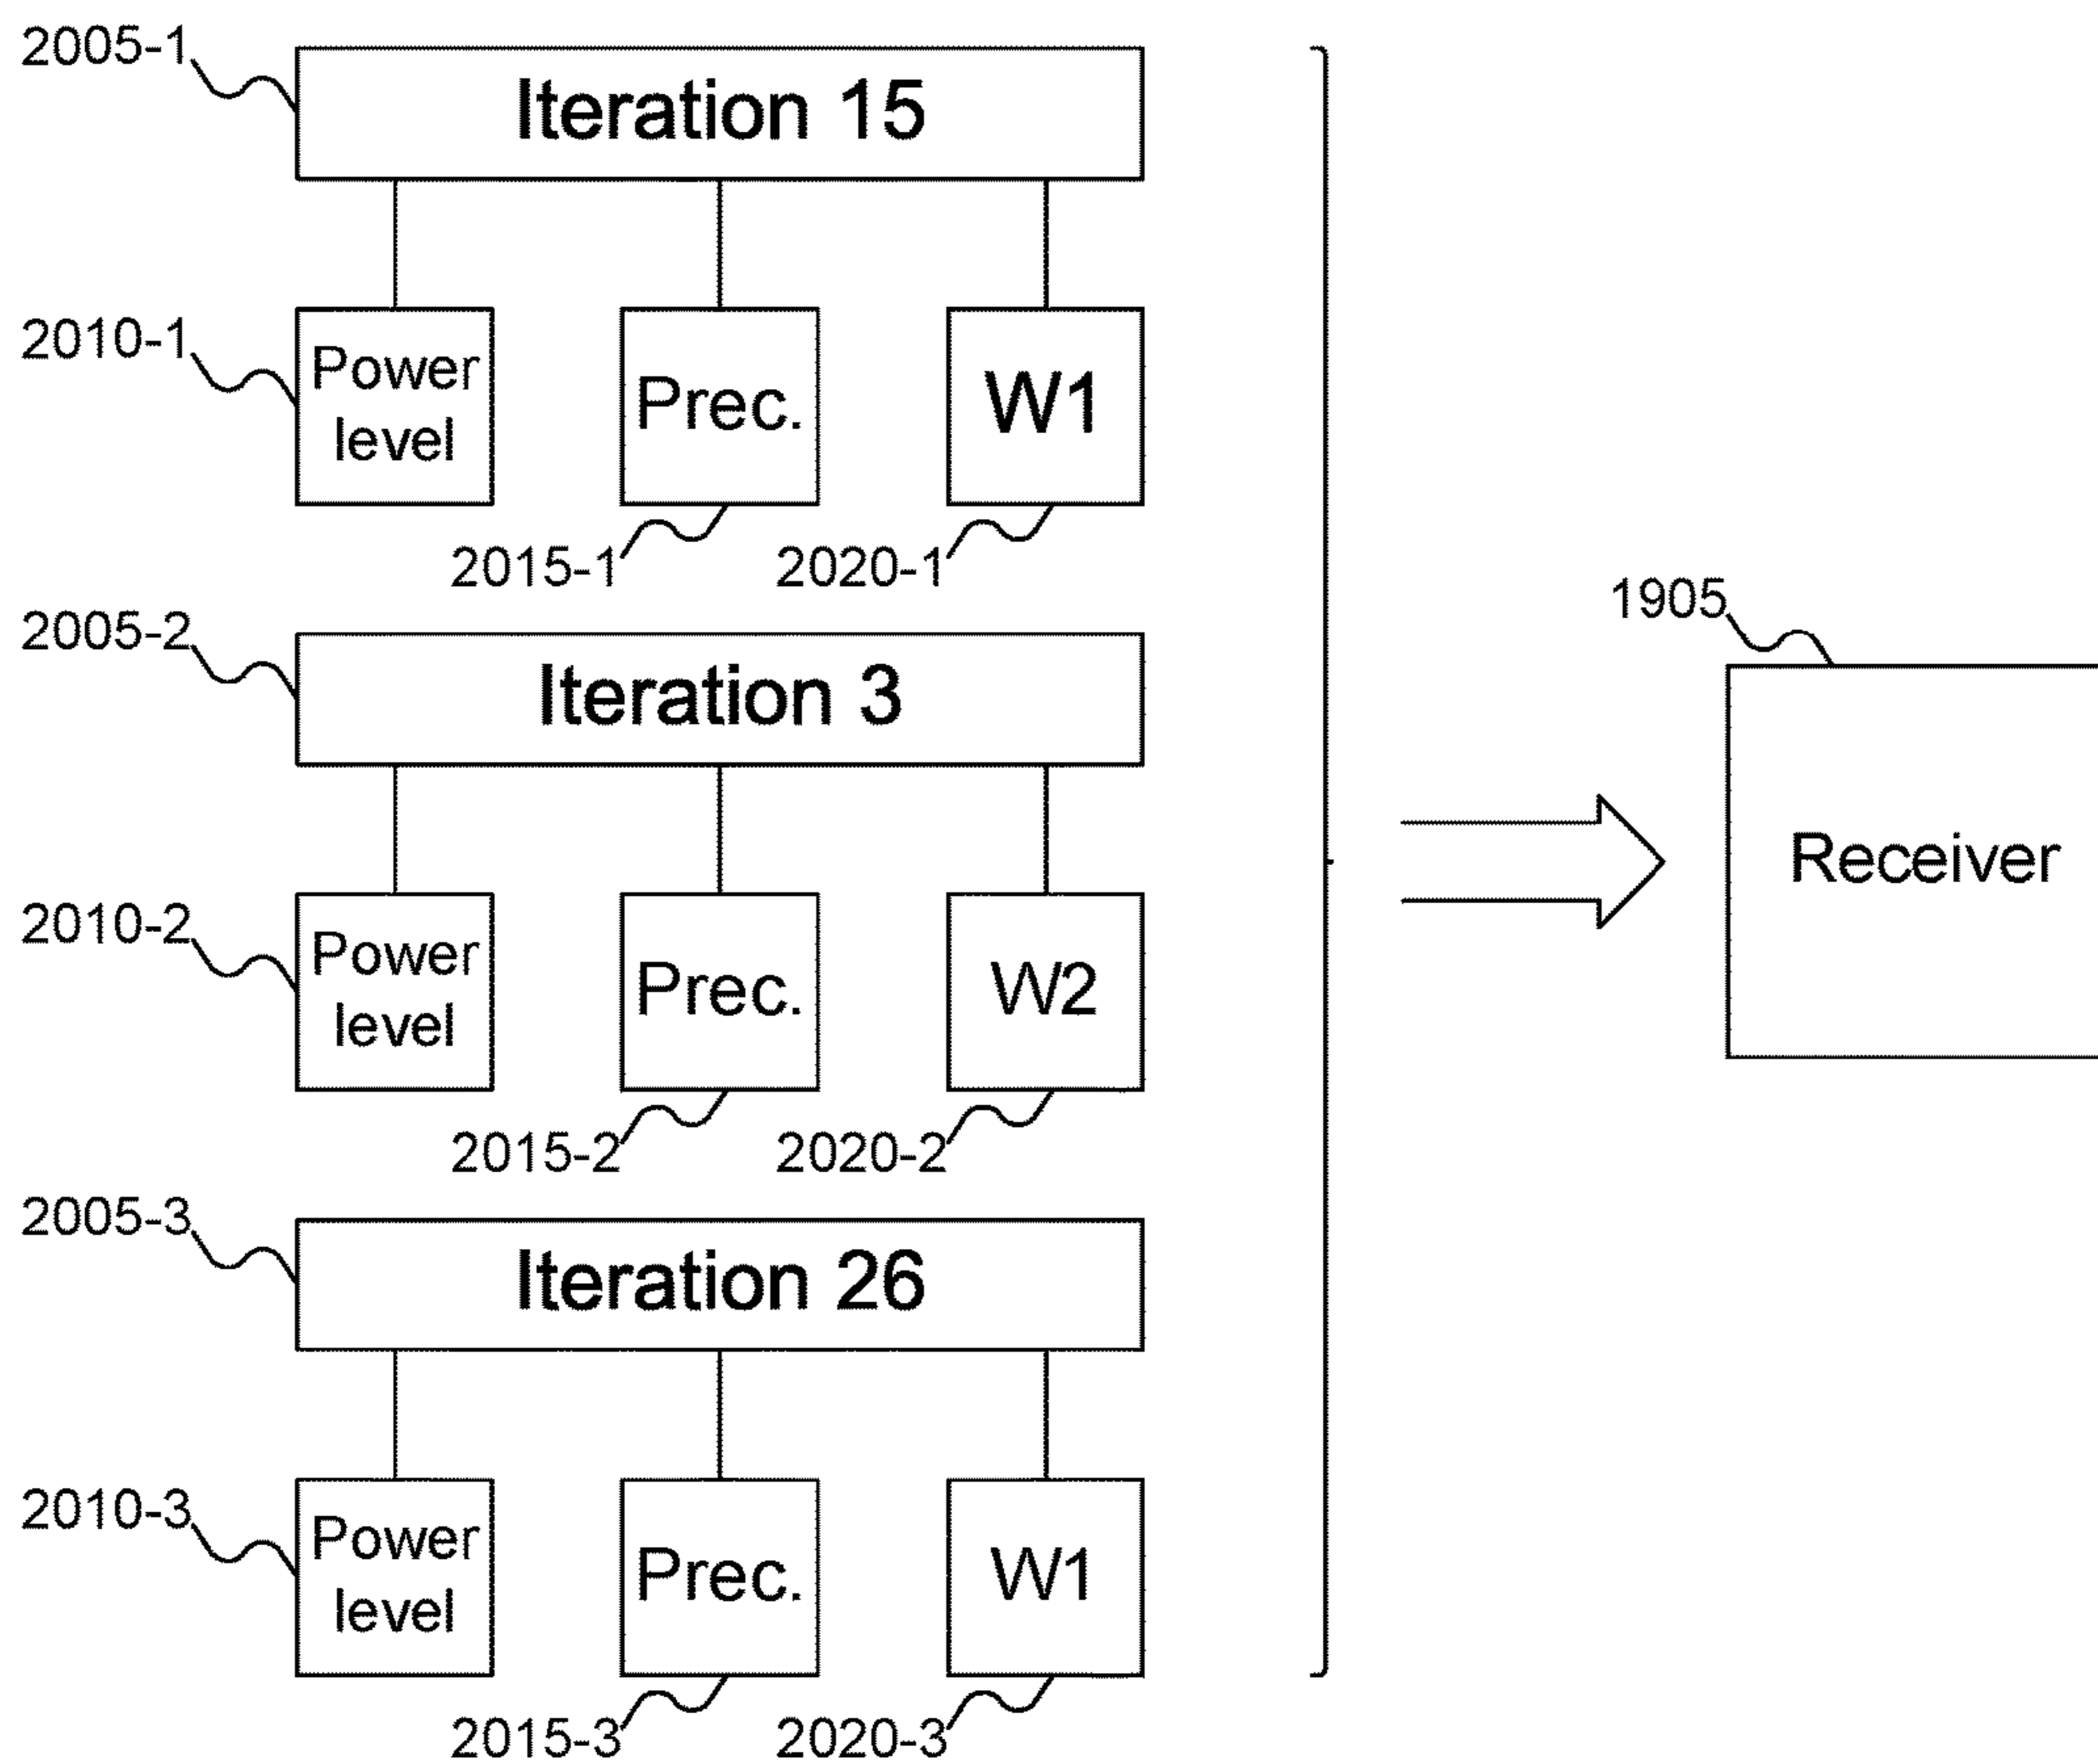 2005-1
Iteration 15
2010-1
Power
level
Prec.
W1
2015-1
2020-1
2005-2
Iteration 3
1905
2010-2
Power
level
Prec.
W2
Receiver
2015-2
2020-2
2005-3
Iteration 26
2010-3
Power
level
Prec.
W1
2015-3
2020-3